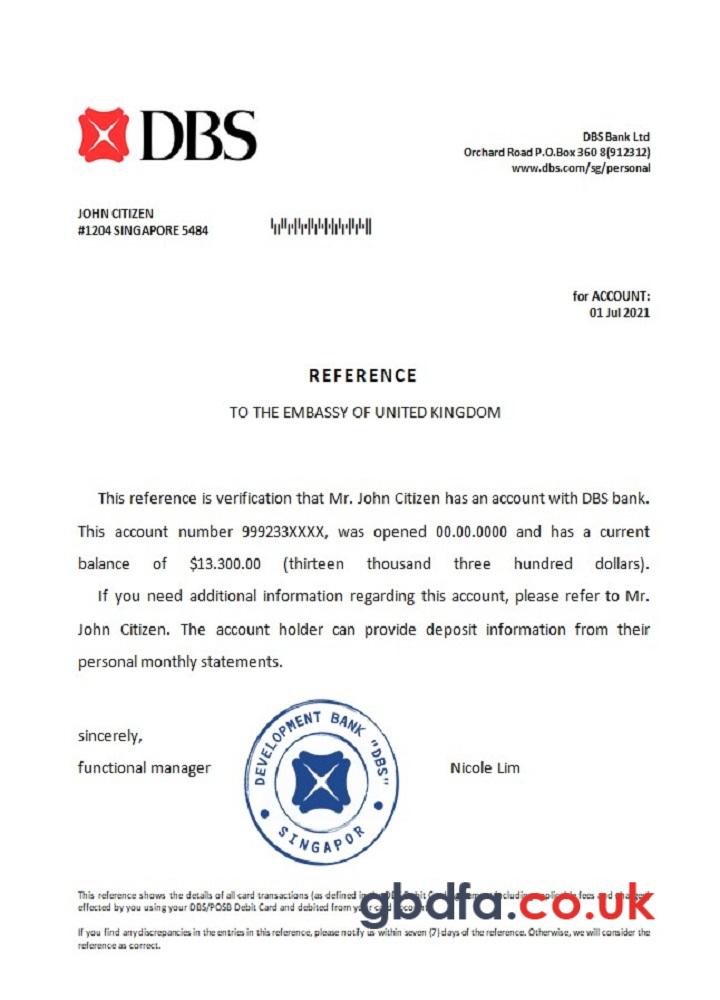 DBS
DBS Bank Ltd
Orchard Road P.O.Box 360 8(912312)
www.dbs.com/sg/personal
JOHN CITIZEN
#1204 SINGAPORE 5484
for ACCOUNT:
01 Jul 2021
REFERENCE
TO THE EMBASSY OF UNITED KINGDOM
This reference is verification that Mr. John Citizen has an account with DBS bank.
This account number 999233XXXX, was opened 00.00.0000 and has a current
balance of $13.300.00 (thirteen thousand three hundred dollars).
If you need additional information regarding this account, please refer to Mr.
John Citizen. The account holder can provide deposit information from their
personal monthly statements.
sincerely,
functional manager
DEVELOPMENT BANK "DBS"
SINGAPOR
Nicole Lim
This reference shows the details of all card transactions (as defined in
effected by you using your DBS/POSB Debit Card and debited from your card
gbdfa.co.uk
If you find any discrepancies in the entries in this reference, please notify us within seven (7) days of the reference. Otherwise, we will consider the
reference as correct.